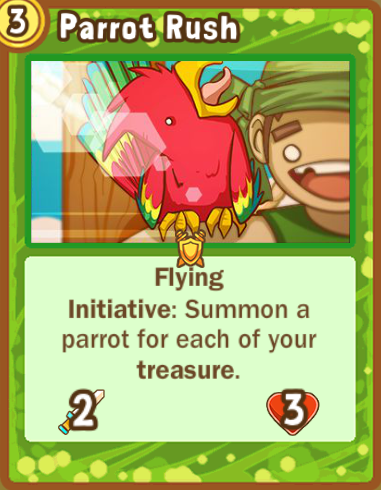 3 Parrot Rush
Flying
Initiative: Summon a
parrot for each of your
treasure.
2 3